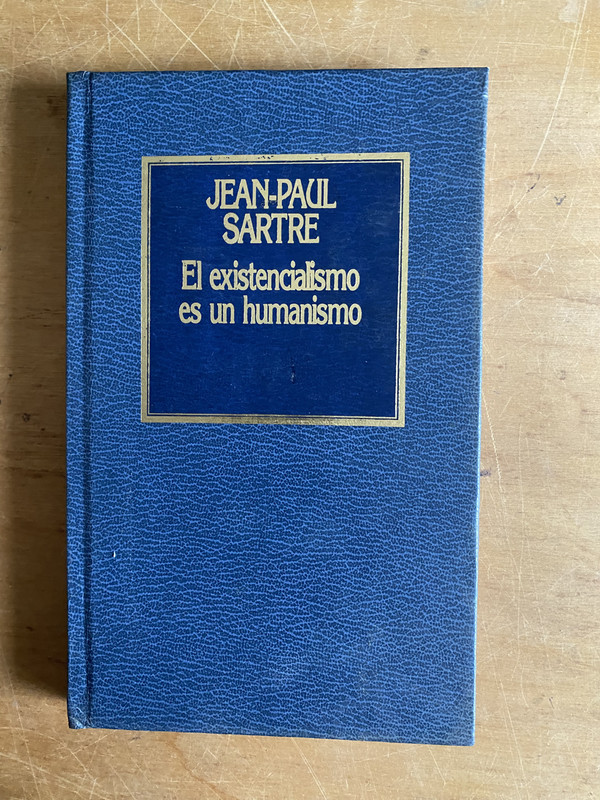 JEAN-PAUL
SARTRE
El existencialismo
es un humanismo